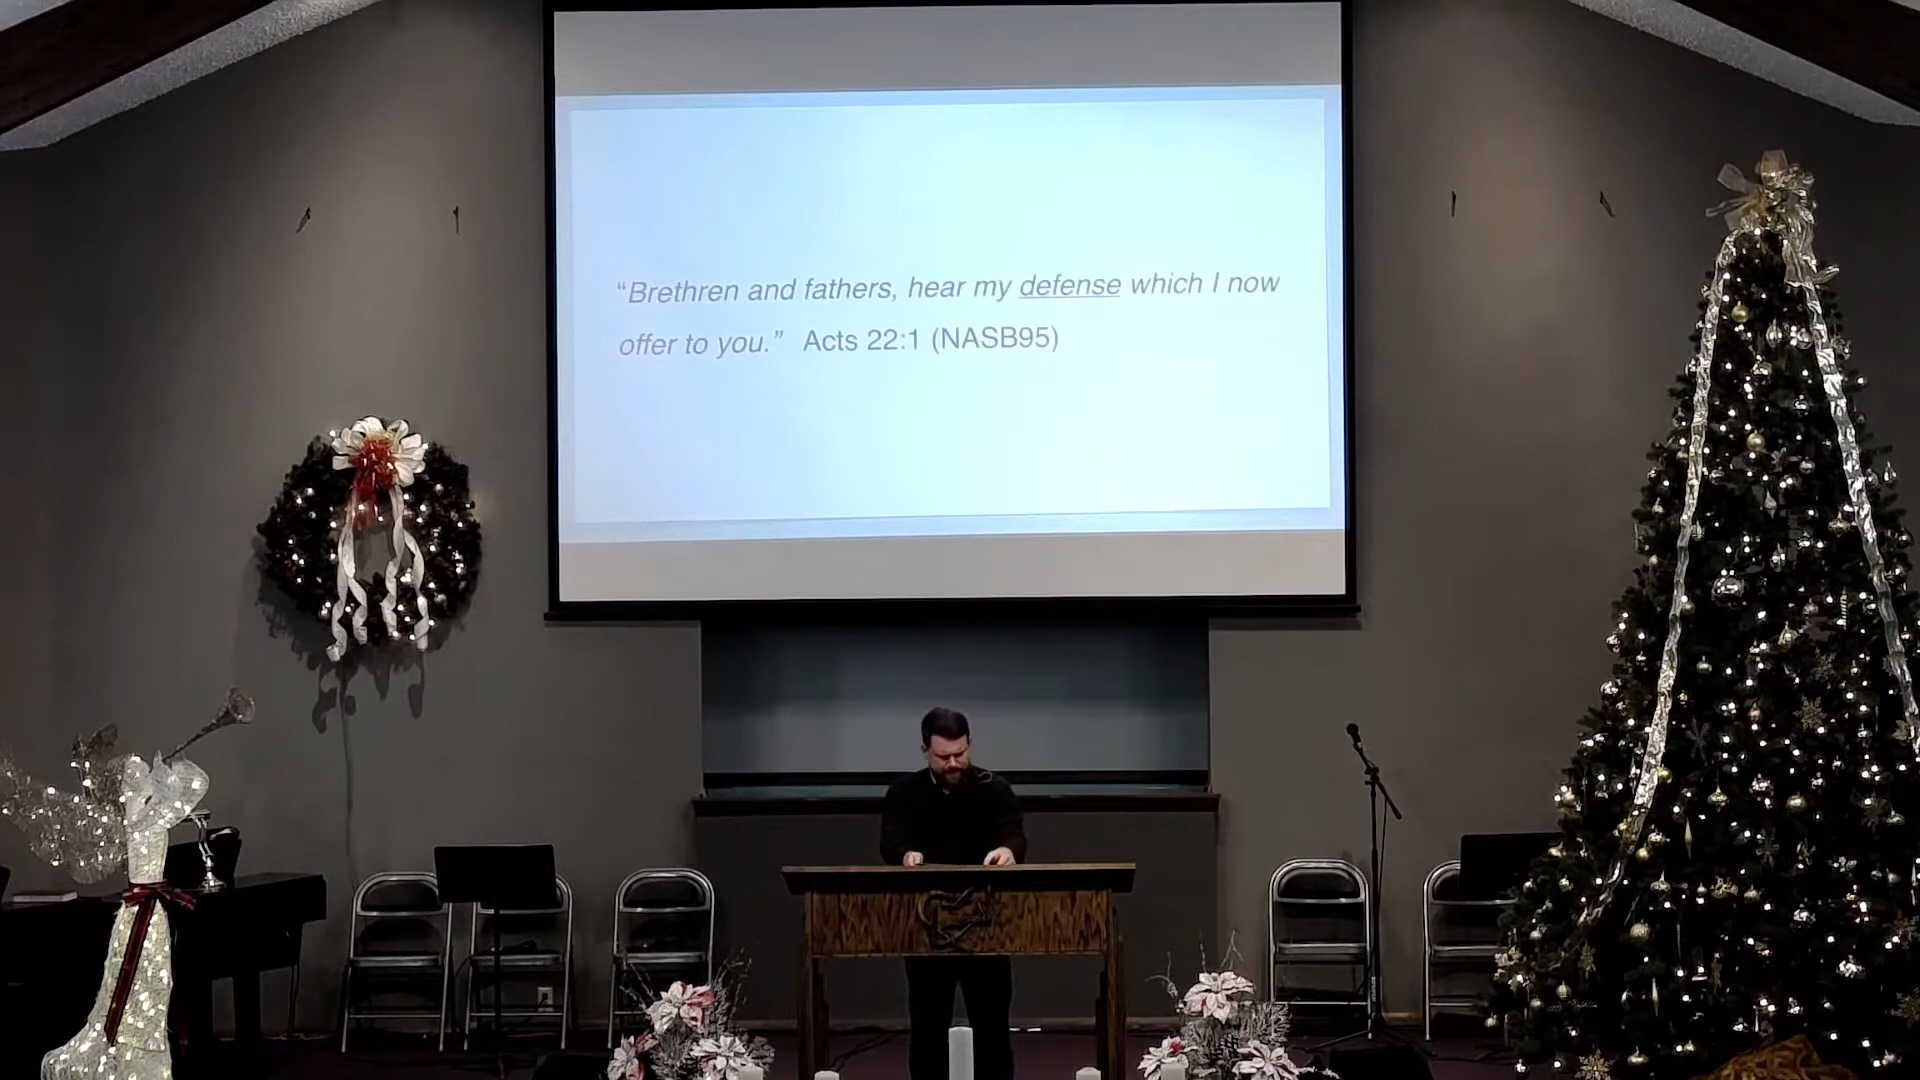 “Brethren and fathers, hear my defense which I now
offer to you.” Acts 22:1 (NASB95)